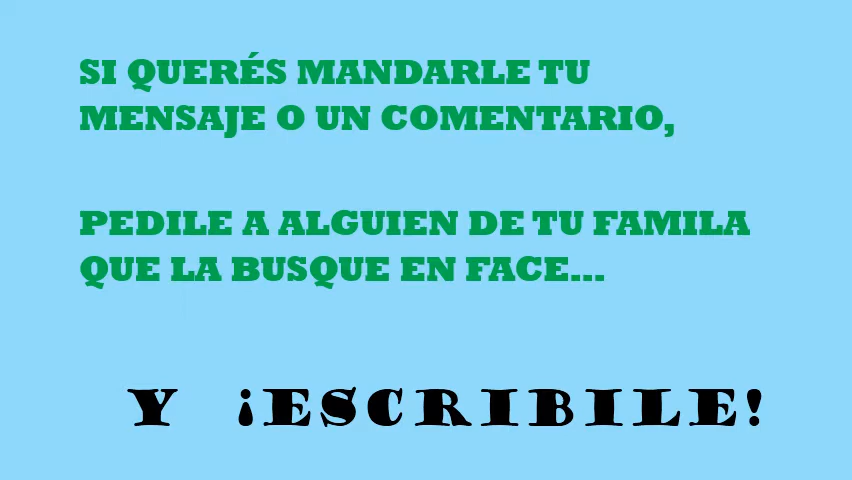 SI QUERÉS MANDARLE TU
MENSAJE O UN COMENTARIO,
PEDILE A ALGUIEN DE TU FAMILA
QUE LA BUSQUE EN FACE...
Y ¡ESCRIBILE!